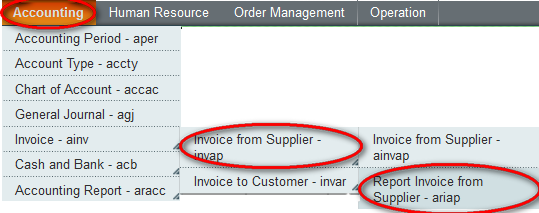 Accounting Human Resource Order Management Operation
Accounting Period - aper
Account Type - accty
Chart of Account - accac
General Journal - agj
Invoice - ainv
Invoice from Supplier -
invap
Invoice from Supplier -
ainvap
Cash and Bank - acb
Accounting Report - aracc
Invoice to Customer - invar
Report Invoice from
Supplier - ariap